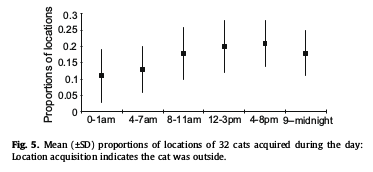 Proportions of locations
0.3
0.25
0.2
0.15
0.1
0.05
0
0-1am 4-7am 8-11am 12-3pm 4-8pm 9–midnight
Fig. 5. Mean (±SD) proportions of locations of 32 cats acquired during the day:
Location acquisition indicates the cat was outside.